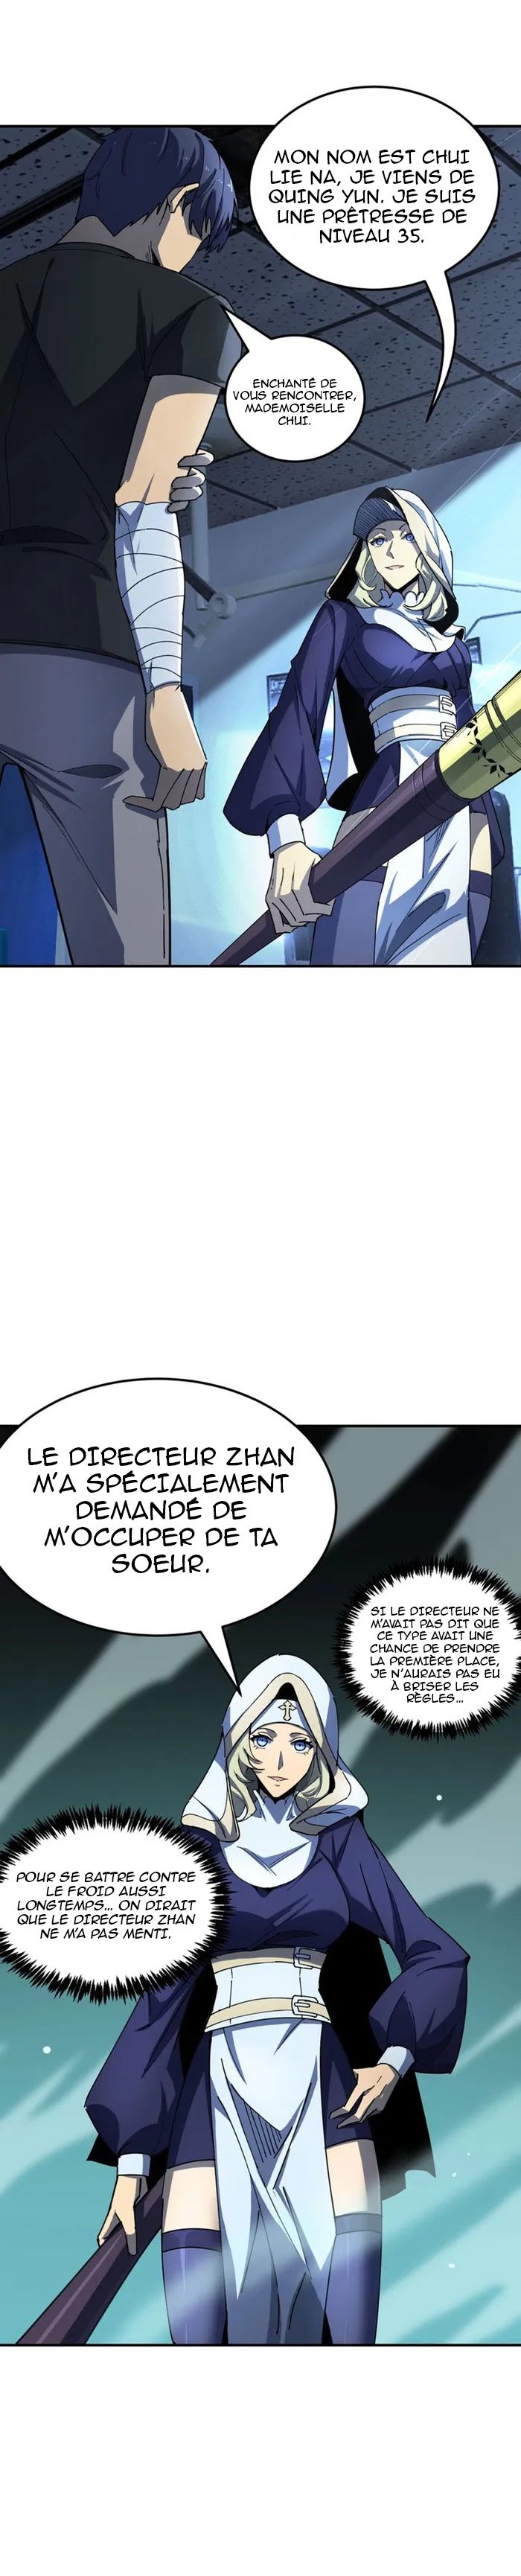 MON NOM EST CHUI
LIE NA, JE VIENS DE
QUING YUN. JE SUIS
UNE PRÊTRESSE DE
NIVEAU 35.
ENCHANTÉ DE
VOUS RENCONTRER,
MADEMOISELLE
CHUI.
LE DIRECTEUR ZHAN
M'A SPÉCIALEMENT
DEMANDÉ DE
M'OCCUPER DE TA
SOEUR.
SI LE DIRECTEUR NE
M'AVAIT PAS DIT QUE
CE TYPE AVAIT UNE
CHANCE DE PRENDRE
LA PREMIÈRE PLACE,
JE N'AURAIS PAS EU
À BRISER LES
RÈGLES...
POUR SE BATTRE CONTRE
LE FROID AUSSI
LONGTEMPS... ON DIRAIT
QUE LE DIRECTEUR ZHAN
NE M'A PAS MENTI.